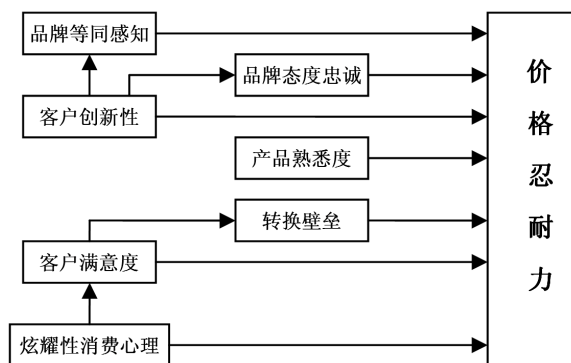 品牌等同感知
品牌态度忠诚
客户创新性
产品熟悉度
转换壁垒
客户满意度
炫耀性消费心理
价格忍耐力